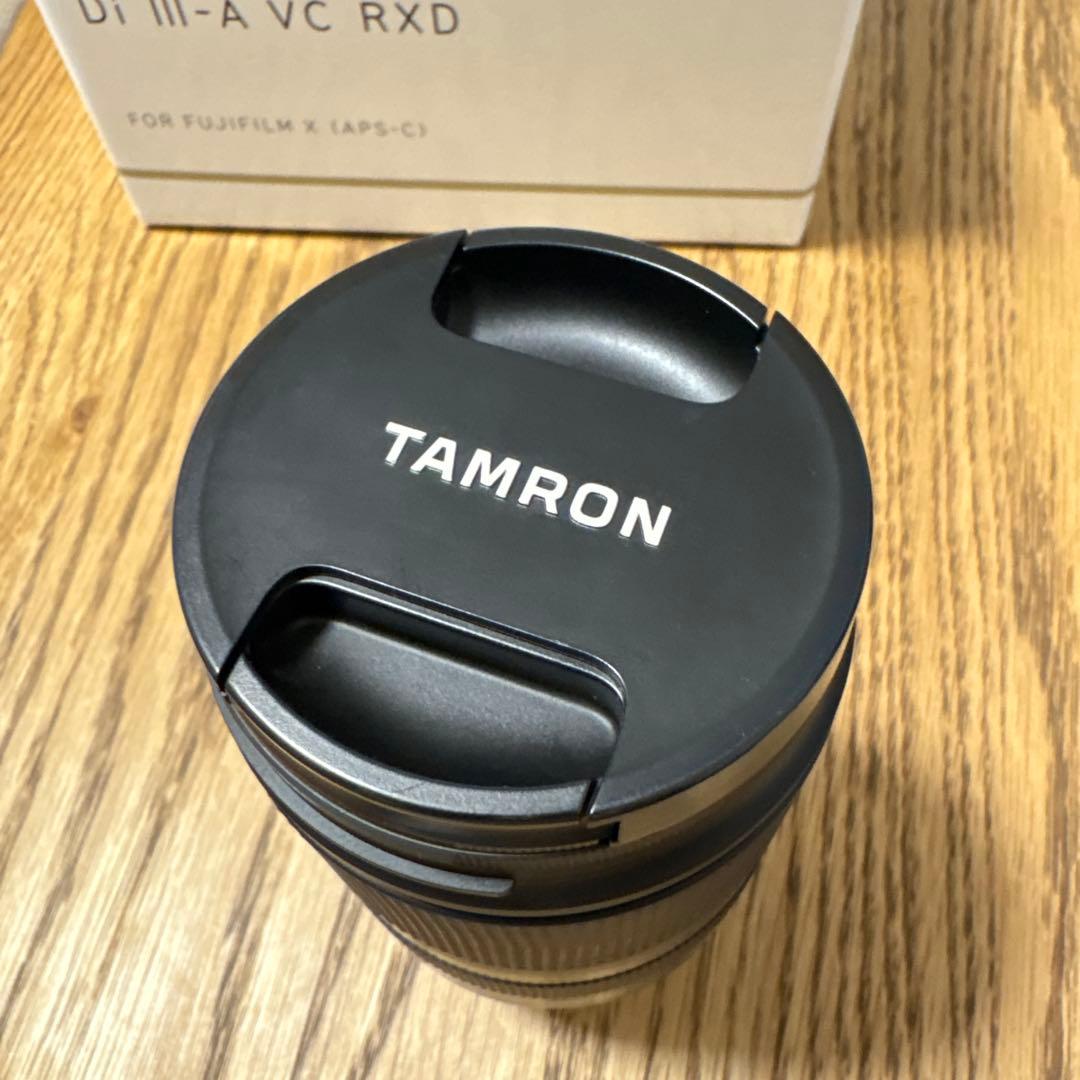 Di III-A VC RXD
FOR FUJIFILM X (APS-C)
TAMRON